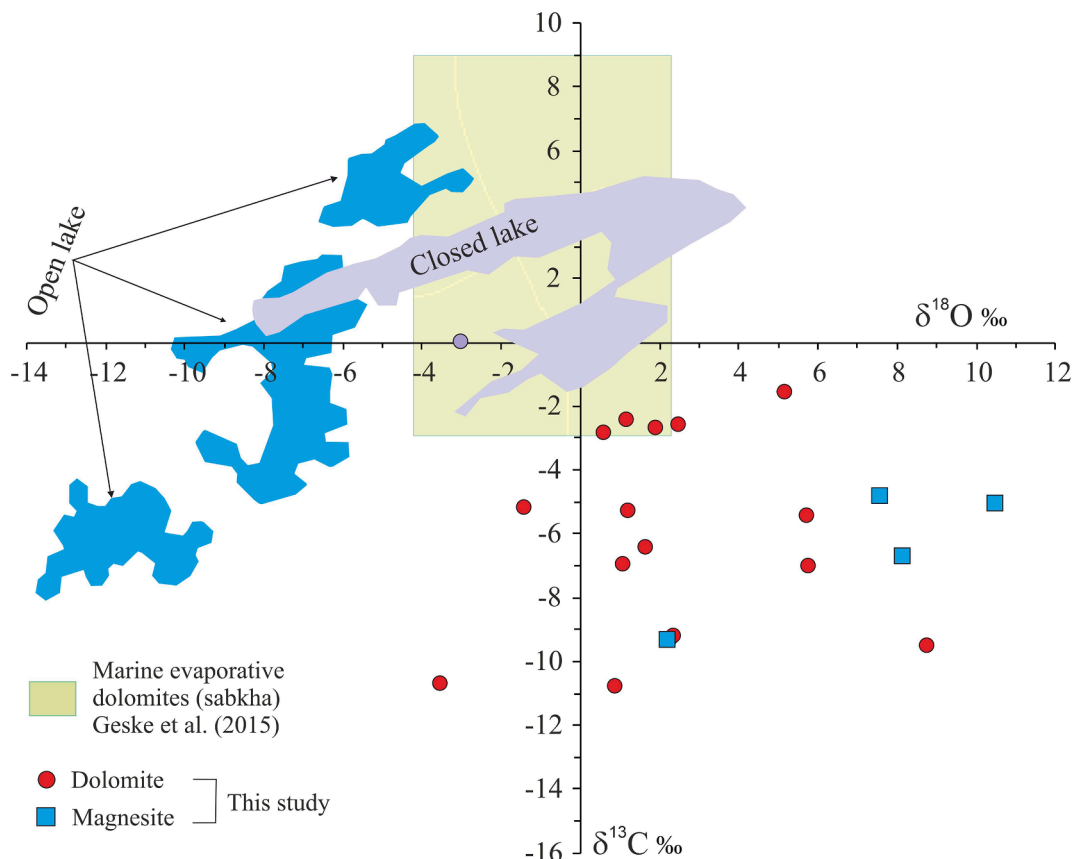 10
8
6
Open lake
Closed lake
2
δ¹⁸O ‰
-14 -12 -10 -8 -6 -4 -2 2 4 6 8 10 12
-2
-4
-6
-8
-10
-12
-14
-16
δ¹³C ‰
Marine evaporative
dolomites (sabkha)
Geske et al. (2015)
Dolomite
Magnesite
This study